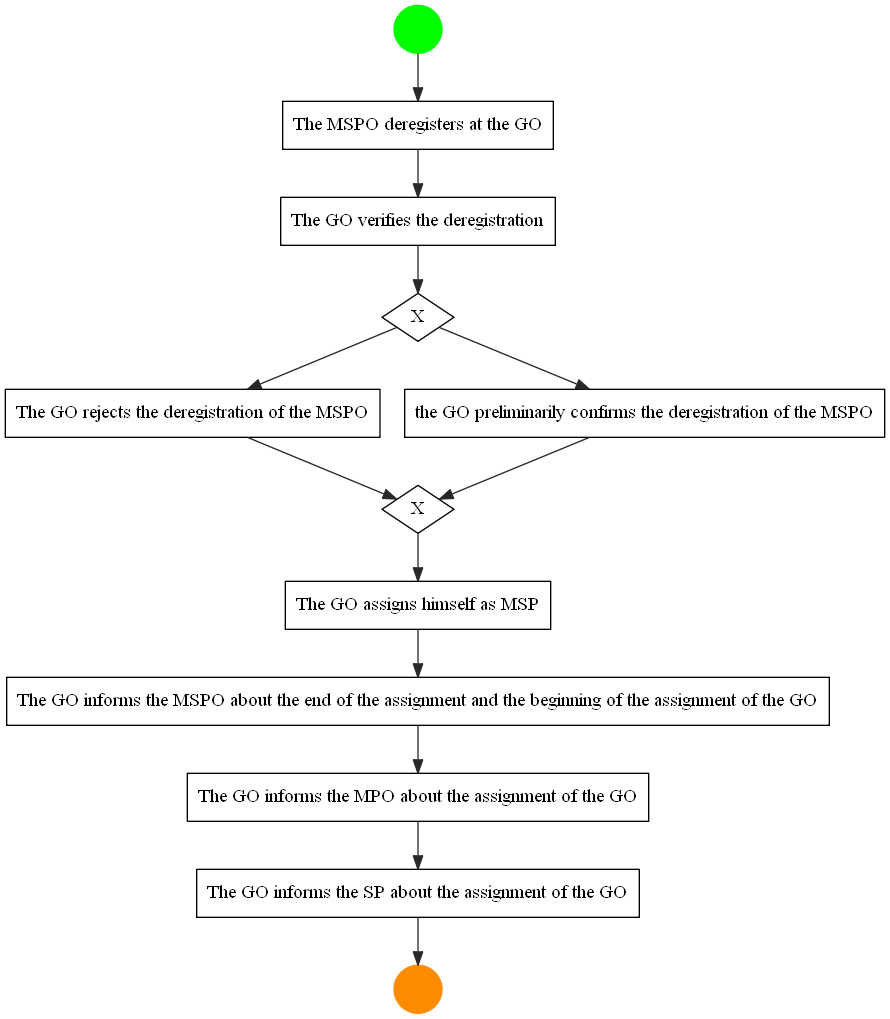 The MSPO deregisters at the GO
The GO verifies the deregistration
X
The GO rejects the deregistration of the MSPO
the GO preliminarily confirms the deregistration of the MSPO
X
The GO assigns himself as MSP
The GO informs the MSPO about the end of the assignment and the beginning of the assignment of the GO
The GO informs the MPO about the assignment of the GO
The GO informs the SP about the assignment of the GO